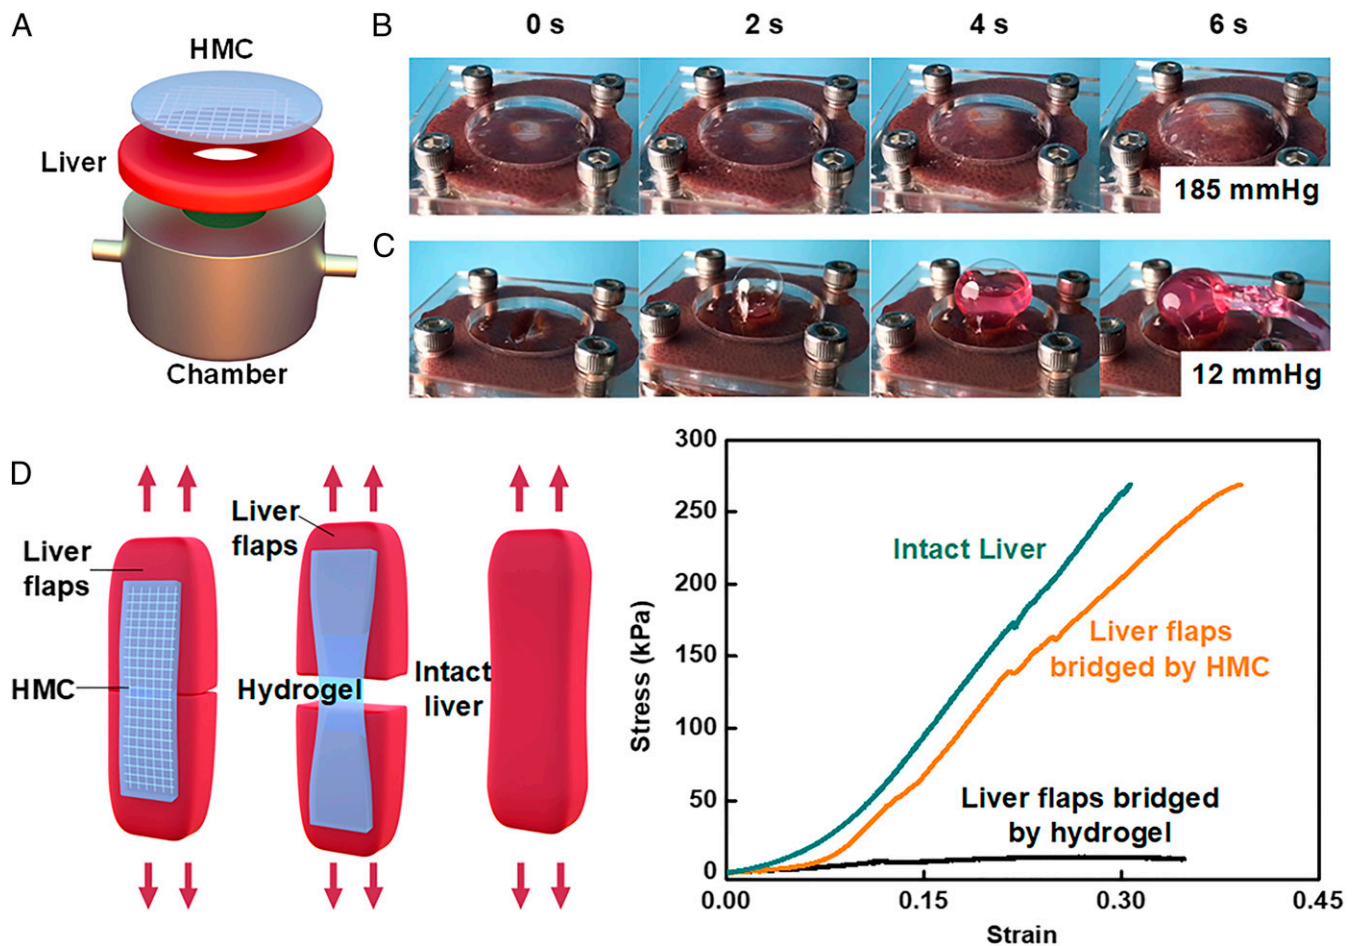 A
HMC
Liver
Chamber
B
0 s
2 s
4 s
6 s
185 mmHg
C
12 mmHg
D
Liver
flaps
HMC
Liver
flaps
Hydrogel
Intact
liver
300
250
200
150
100
50
0
Stress (kPa)
Intact Liver
Liver flaps
bridged by HMC
Liver flaps bridged
by hydrogel
0.00
0.15
0.30
0.45
Strain